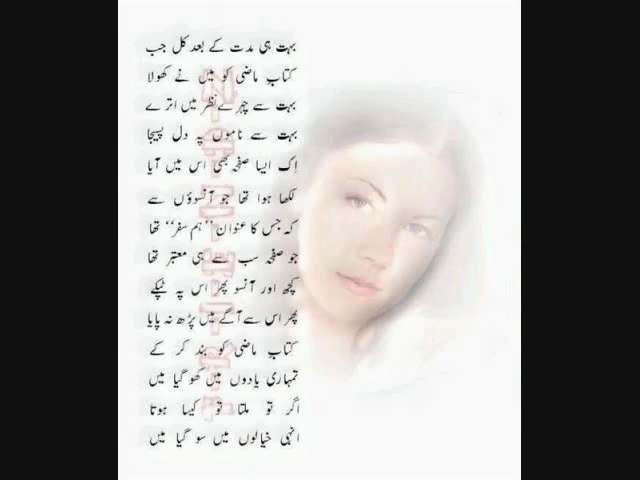 بہت ہی مدت کے بعد کل جب
کتابِ ماضی کو میں نے کھولا
بہت سے چہرے نظر میں اترے
بہت سے ناموں پہ دل پسیجا
اِک ایسا صفحہ بھی اس میں آیا
لکھا ہوا تھا جو آنسوؤں سے
کہ جس کا عنوان ’’ہم سفر‘‘ تھا
جو صفحہ سب سے ہی معتبر تھا
کچھ اور آنسو پھر اس پہ ٹپکے
پھر اس سے آگے میں پڑھ نہ پایا
کتابِ ماضی کو بند کر کے
تمہاری یادوں میں کھو گیا میں
اگر تو ملتا تو کیسا ہوتا
انہی خیالوں میں سو گیا میں